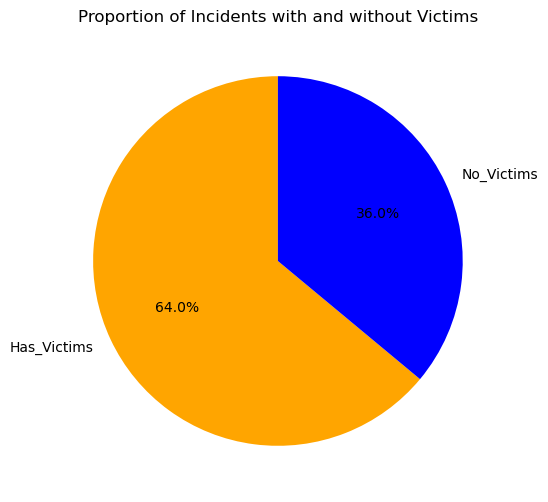 Proportion of Incidents with and without Victims
No_Victims
36.0%
64.0%
Has_Victims